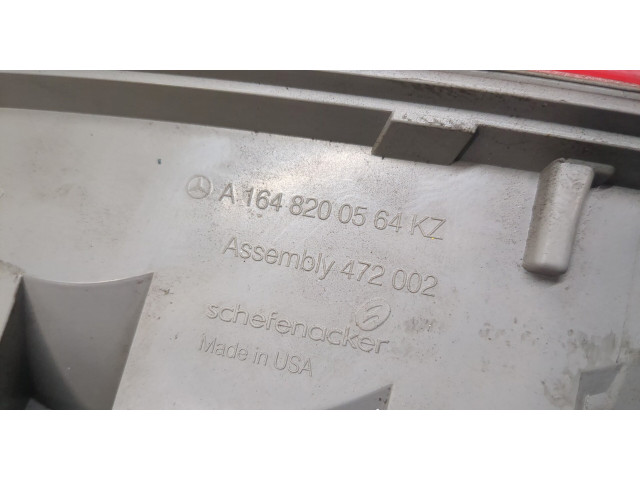 A 164 820 05 64 KZ
Assembly 472 002
schefenacker
Made in USA